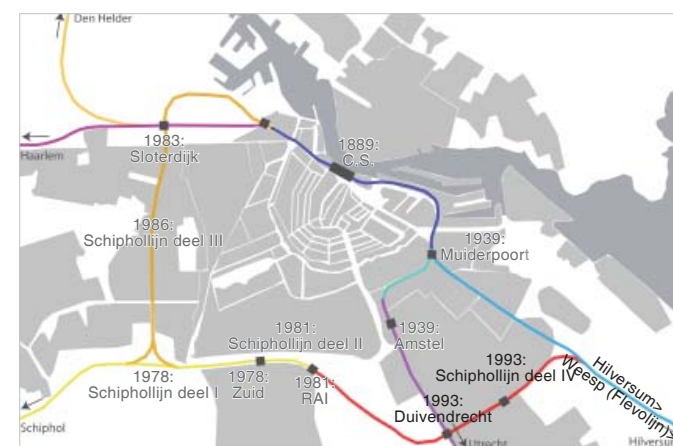 Den Helder
1889:
C.S.
1983:
Sloterdijk
Haarlem
1986:
Schiphollijn deel III
1939:
Muiderpoort
1981:
Schiphollijn deel II
1939:
Amstel
1993:
Schiphollijn deel IV
Hilversum>
Weesp (Flevolijn)>
1978:
Schiphollijn deel I
1978:
Zuid
1981:
RAI
1993:
Duivendrecht
Schiphol
Utrecht
Hilversum